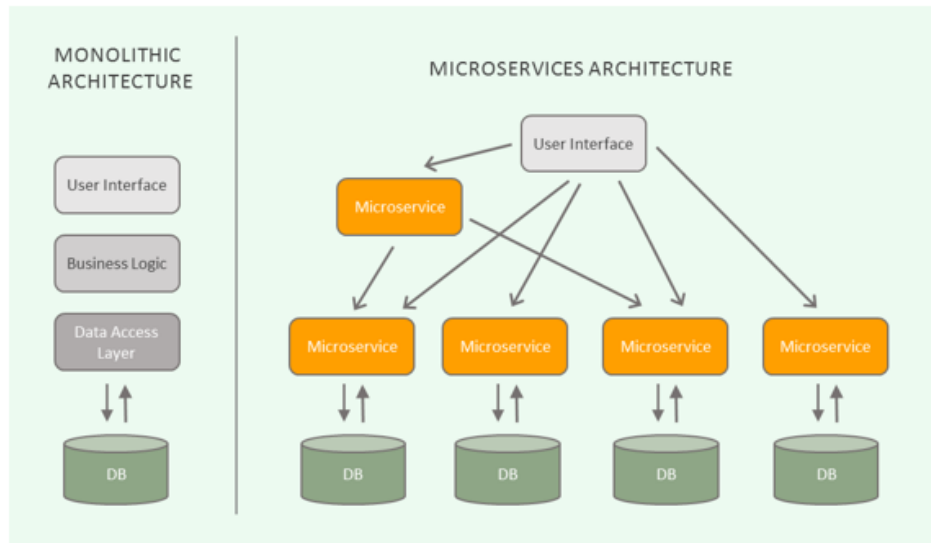 MONOLITHIC
ARCHITECTURE
User Interface
Business Logic
Data Access
Layer
DB
MICROSERVICES ARCHITECTURE
User Interface
Microservice
Microservice
Microservice
Microservice
Microservice
DB
DB
DB
DB